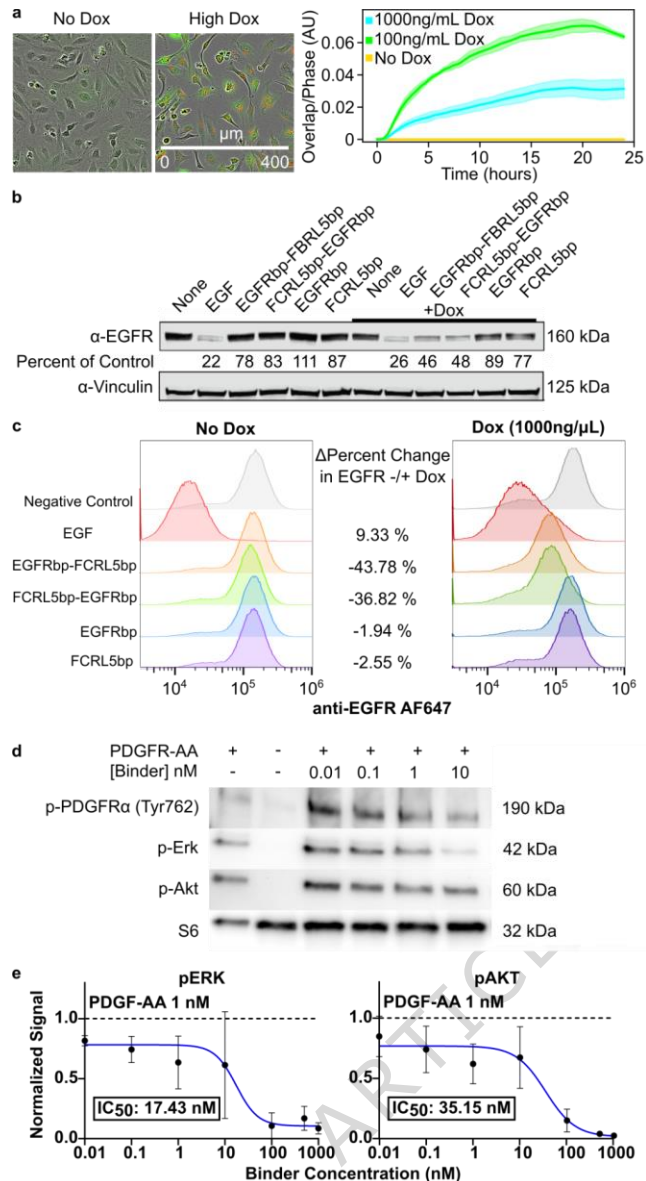 a
No Dox
High Dox
µm
0
400
Overlap/Phase (AU)
0.06
0.04
0.02
0
1000ng/mL Dox
100ng/mL Dox
No Dox
0
5
10
15
20
25
Time (hours)
b
None
EGF
EGFRbp-FBRL5bp
FCRL5bp-EGFRbp
EGFRbp
FCRL5bp
None
EGF
EGFRbp-FBRL5bp
FCRL5bp-EGFRbp
EGFRbp
FCRL5bp
+Dox
α-EGFR
160 kDa
Percent of Control
22 78 83 111 87 26 46 48 89 77
α-Vinculin
125 kDa
c
No Dox
ΔPercent Change
in EGFR -/+ Dox
Dox (1000ng/µL)
Negative Control
EGF
9.33 %
EGFRbp-FCRL5bp
-43.78 %
FCRL5bp-EGFRbp
-36.82 %
EGFRbp
-1.94 %
FCRL5bp
-2.55 %
10⁴ 10⁵ 10⁶
10⁴ 10⁵ 10⁶
anti-EGFR AF647
d
PDGFR-AA + - + + + +
[Binder] nM - - 0.01 0.1 1 10
p-PDGFRα (Tyr762)
190 kDa
p-Erk
42 kDa
p-Akt
60 kDa
S6
32 kDa
e
pERK
PDGF-AA 1 nM
Normalized Signal
1.0
0.5
0.0
IC50: 17.43 nM
0.01 0.1 1 10 100 1000
pAKT
PDGF-AA 1 nM
1.0
0.5
0.0
IC50: 35.15 nM
0.01 0.1 1 10 100 1000
Binder Concentration (nM)
ARTICLE